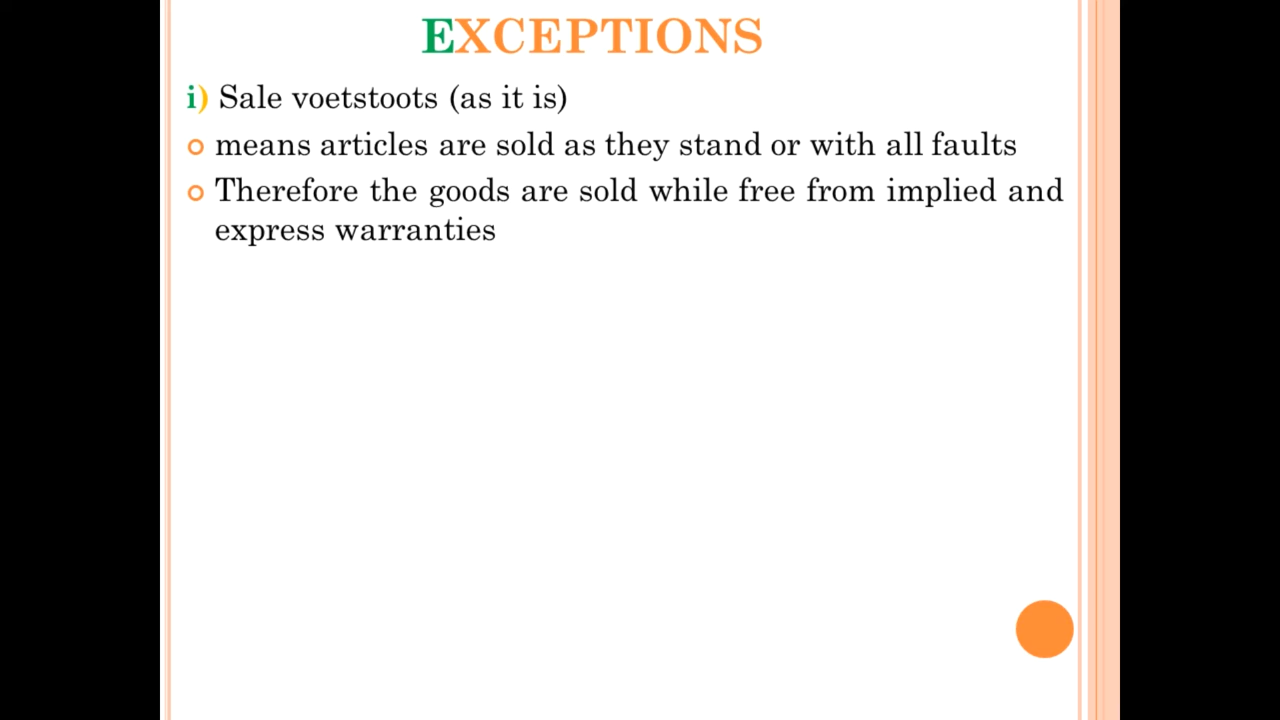 EXCEPTIONS
i) Sale voetstoots (as it is)
means articles are sold as they stand or with all faults
Therefore the goods are sold while free from implied and
express warranties